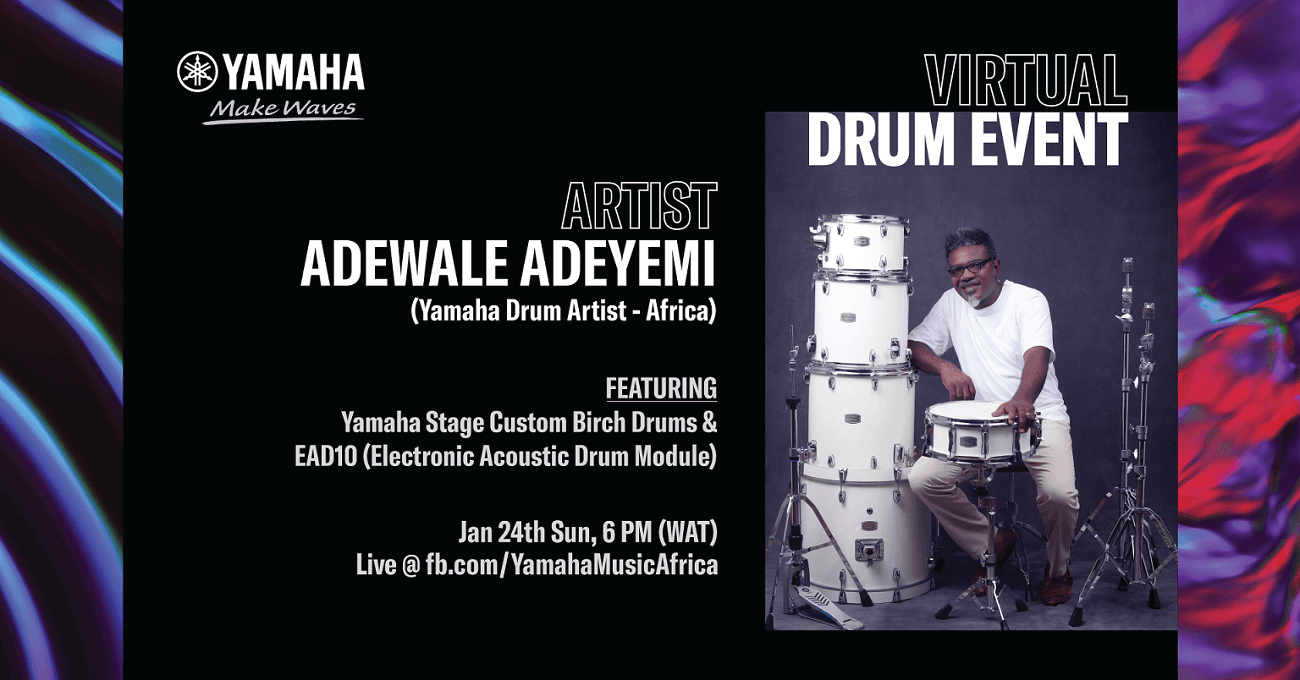 YAMAHA
Make Waves
VIRTUAL
DRUM EVENT
ARTIST
ADEWALE ADEYEMI
(Yamaha Drum Artist - Africa)
FEATURING
Yamaha Stage Custom Birch Drums &
EAD10 (Electronic Acoustic Drum Module)
Jan 24th Sun, 6 PM (WAT)
Live @ fb.com/YamahaMusicAfrica